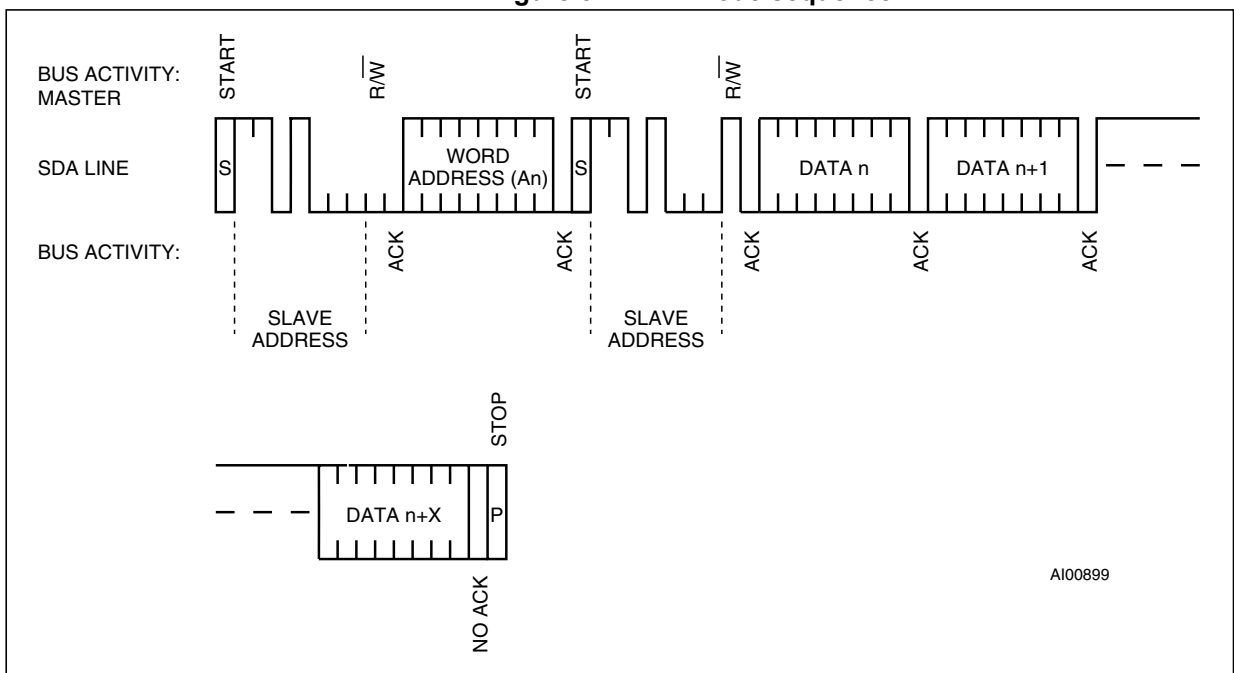 START
R/W
START
R/W
BUS ACTIVITY:
MASTER
SDA LINE
S
WORD
ADDRESS (An)
S
DATA n
DATA n+1
BUS ACTIVITY:
ACK
ACK
ACK
ACK
ACK
SLAVE
ADDRESS
SLAVE
ADDRESS
STOP
DATA n+X
P
NO ACK
AI00899